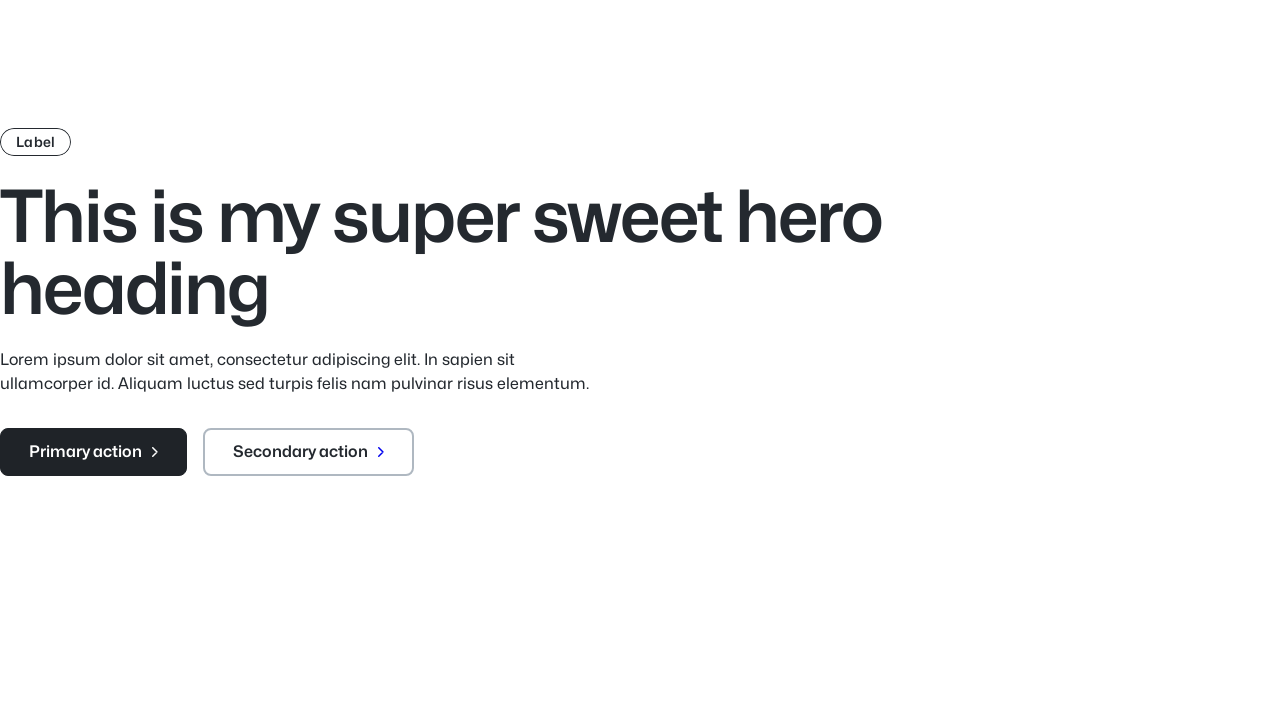 Label
This is my super sweet hero
heading
Lorem ipsum dolor sit amet, consectetur adipiscing elit. In sapien sit
ullamcorper id. Aliquam luctus sed turpis felis nam pulvinar risus elementum.
Primary action
Secondary action